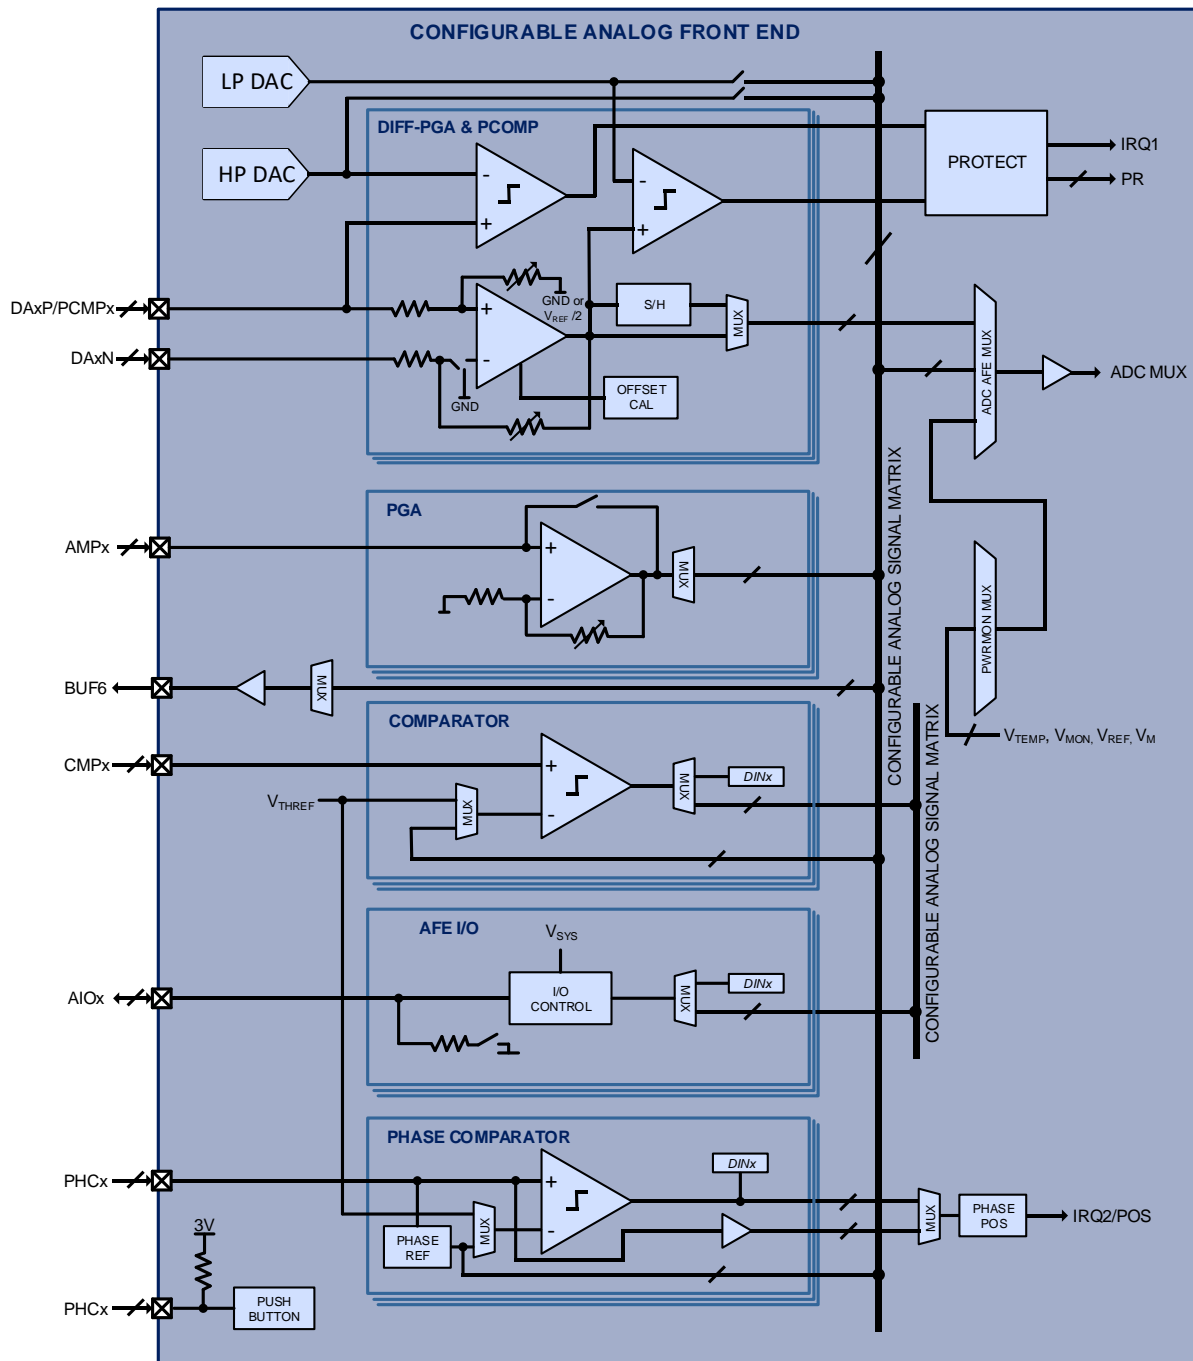 CONFIGURABLE ANALOG FRONT END
LP DAC
DIFF-PGA & PCOMP
HP DAC
-
+
-
+
PROTECT
IRQ1
PR
DAxP/PCMPx
DAxN
+
-
GND or
VREF /2
S/H
MUX
GND
OFFSET
CAL
ADC AFE MUX
ADC MUX
CONFIGURABLE ANALOG SIGNAL MATRIX
PGA
AMPx
+
-
MUX
PWRMON MUX
VTEMP, VMON, VREF, VM
BUF6
MUX
COMPARATOR
CMPx
VTHREF
MUX
+
-
MUX
DINx
CONFIGURABLE ANALOG SIGNAL MATRIX
AFE I/O
VSYS
AIOx
I/O
CONTROL
MUX
DINx
PHASE COMPARATOR
PHCx
+
-
DINx
MUX
PHASE
REF
MUX
PHASE
POS
IRQ2/POS
3V
PHCx
PUSH
BUTTON